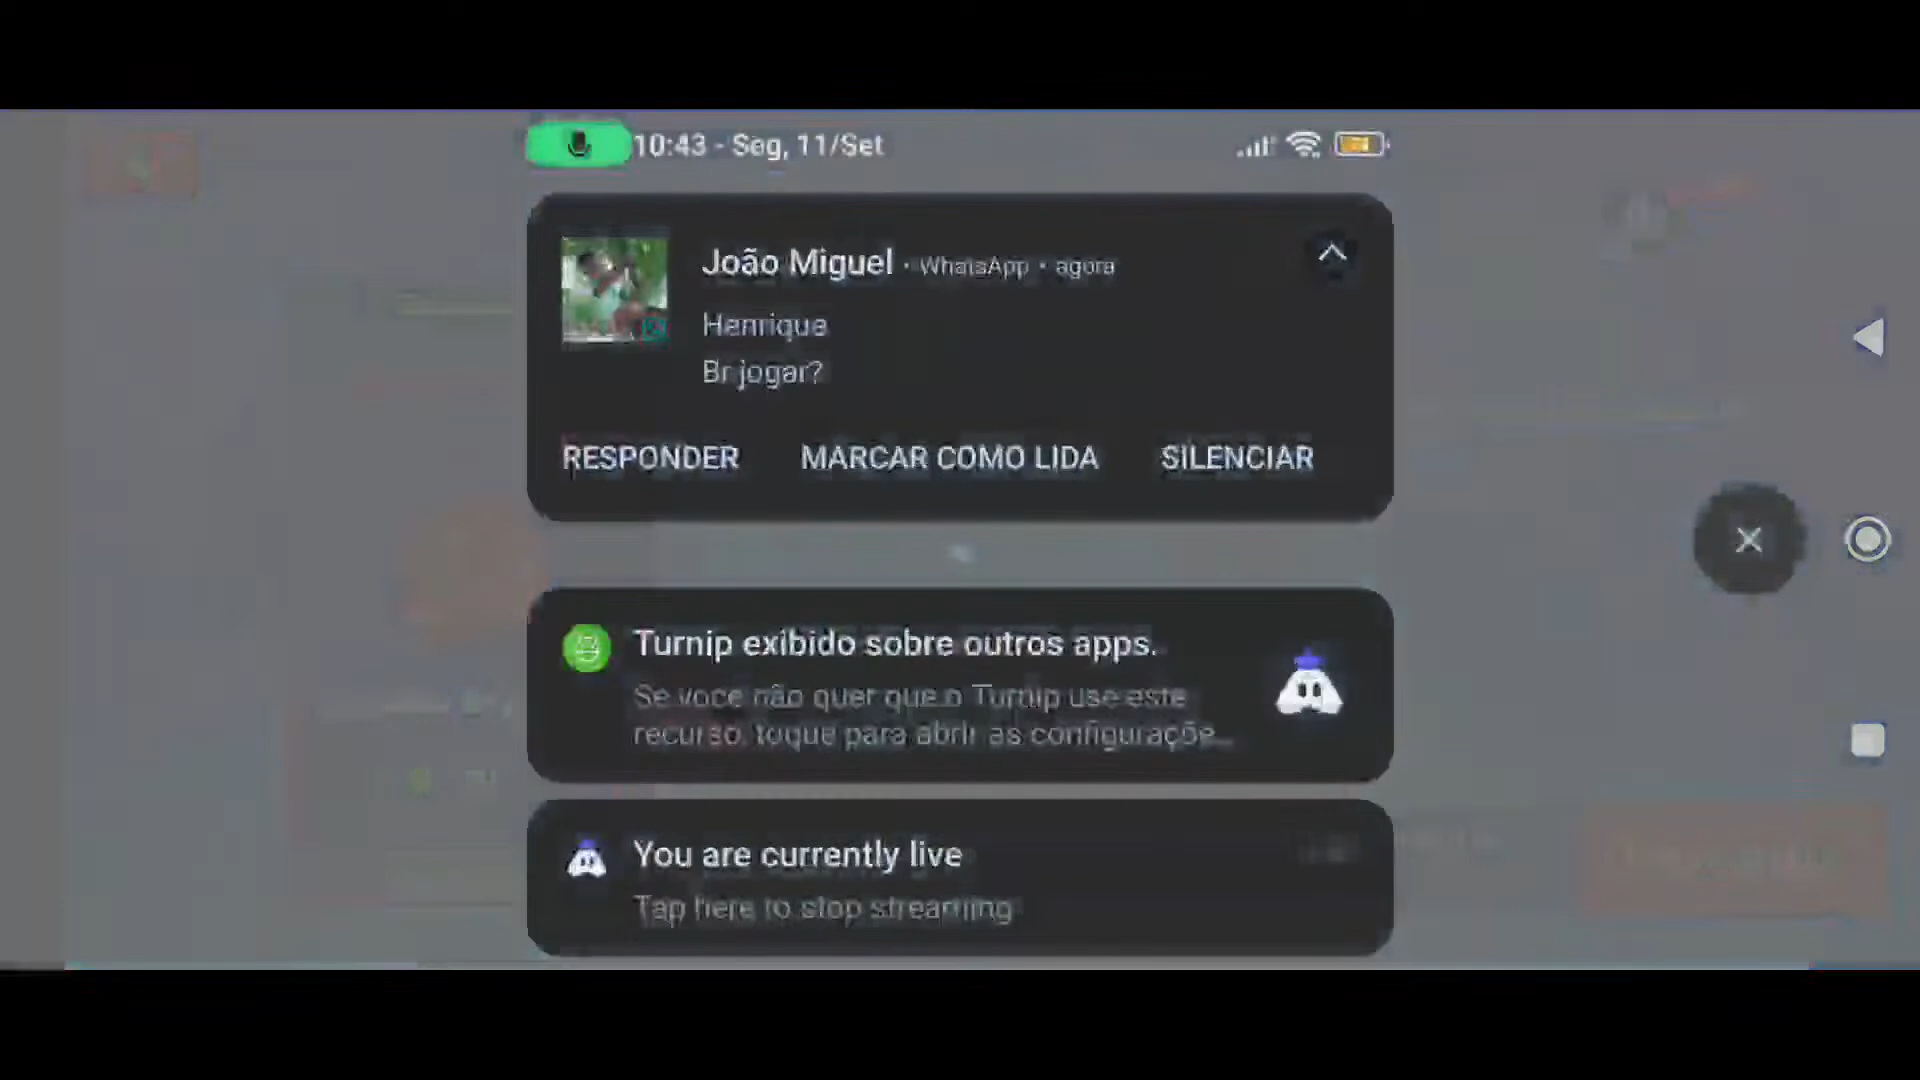 10:43 - Seg, 11/Set
João Miguel · WhatsApp · agora
Henrique
Br jogar?
RESPONDER MARCAR COMO LIDA SILENCIAR
Turnip exibido sobre outros apps.
Se voce não quer que o Turnip use este
recurso, toque para abrir as configuraçõe...
You are currently live
Tap here to stop streaming